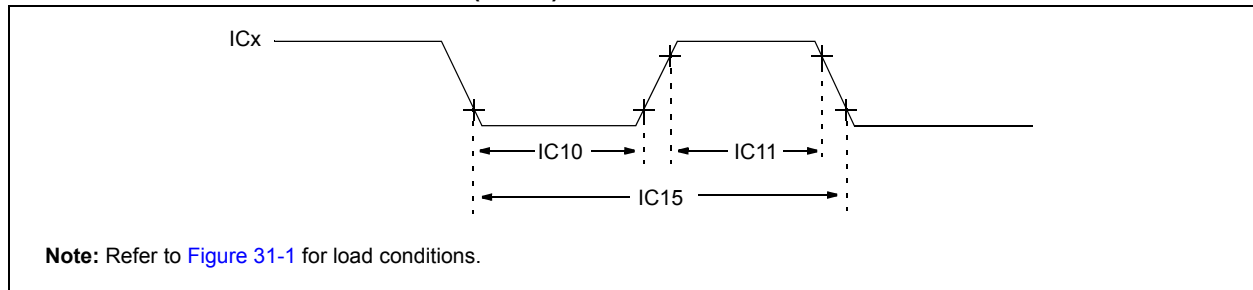 ICx
IC10
IC11
IC15
Note: Refer to Figure 31-1 for load conditions.